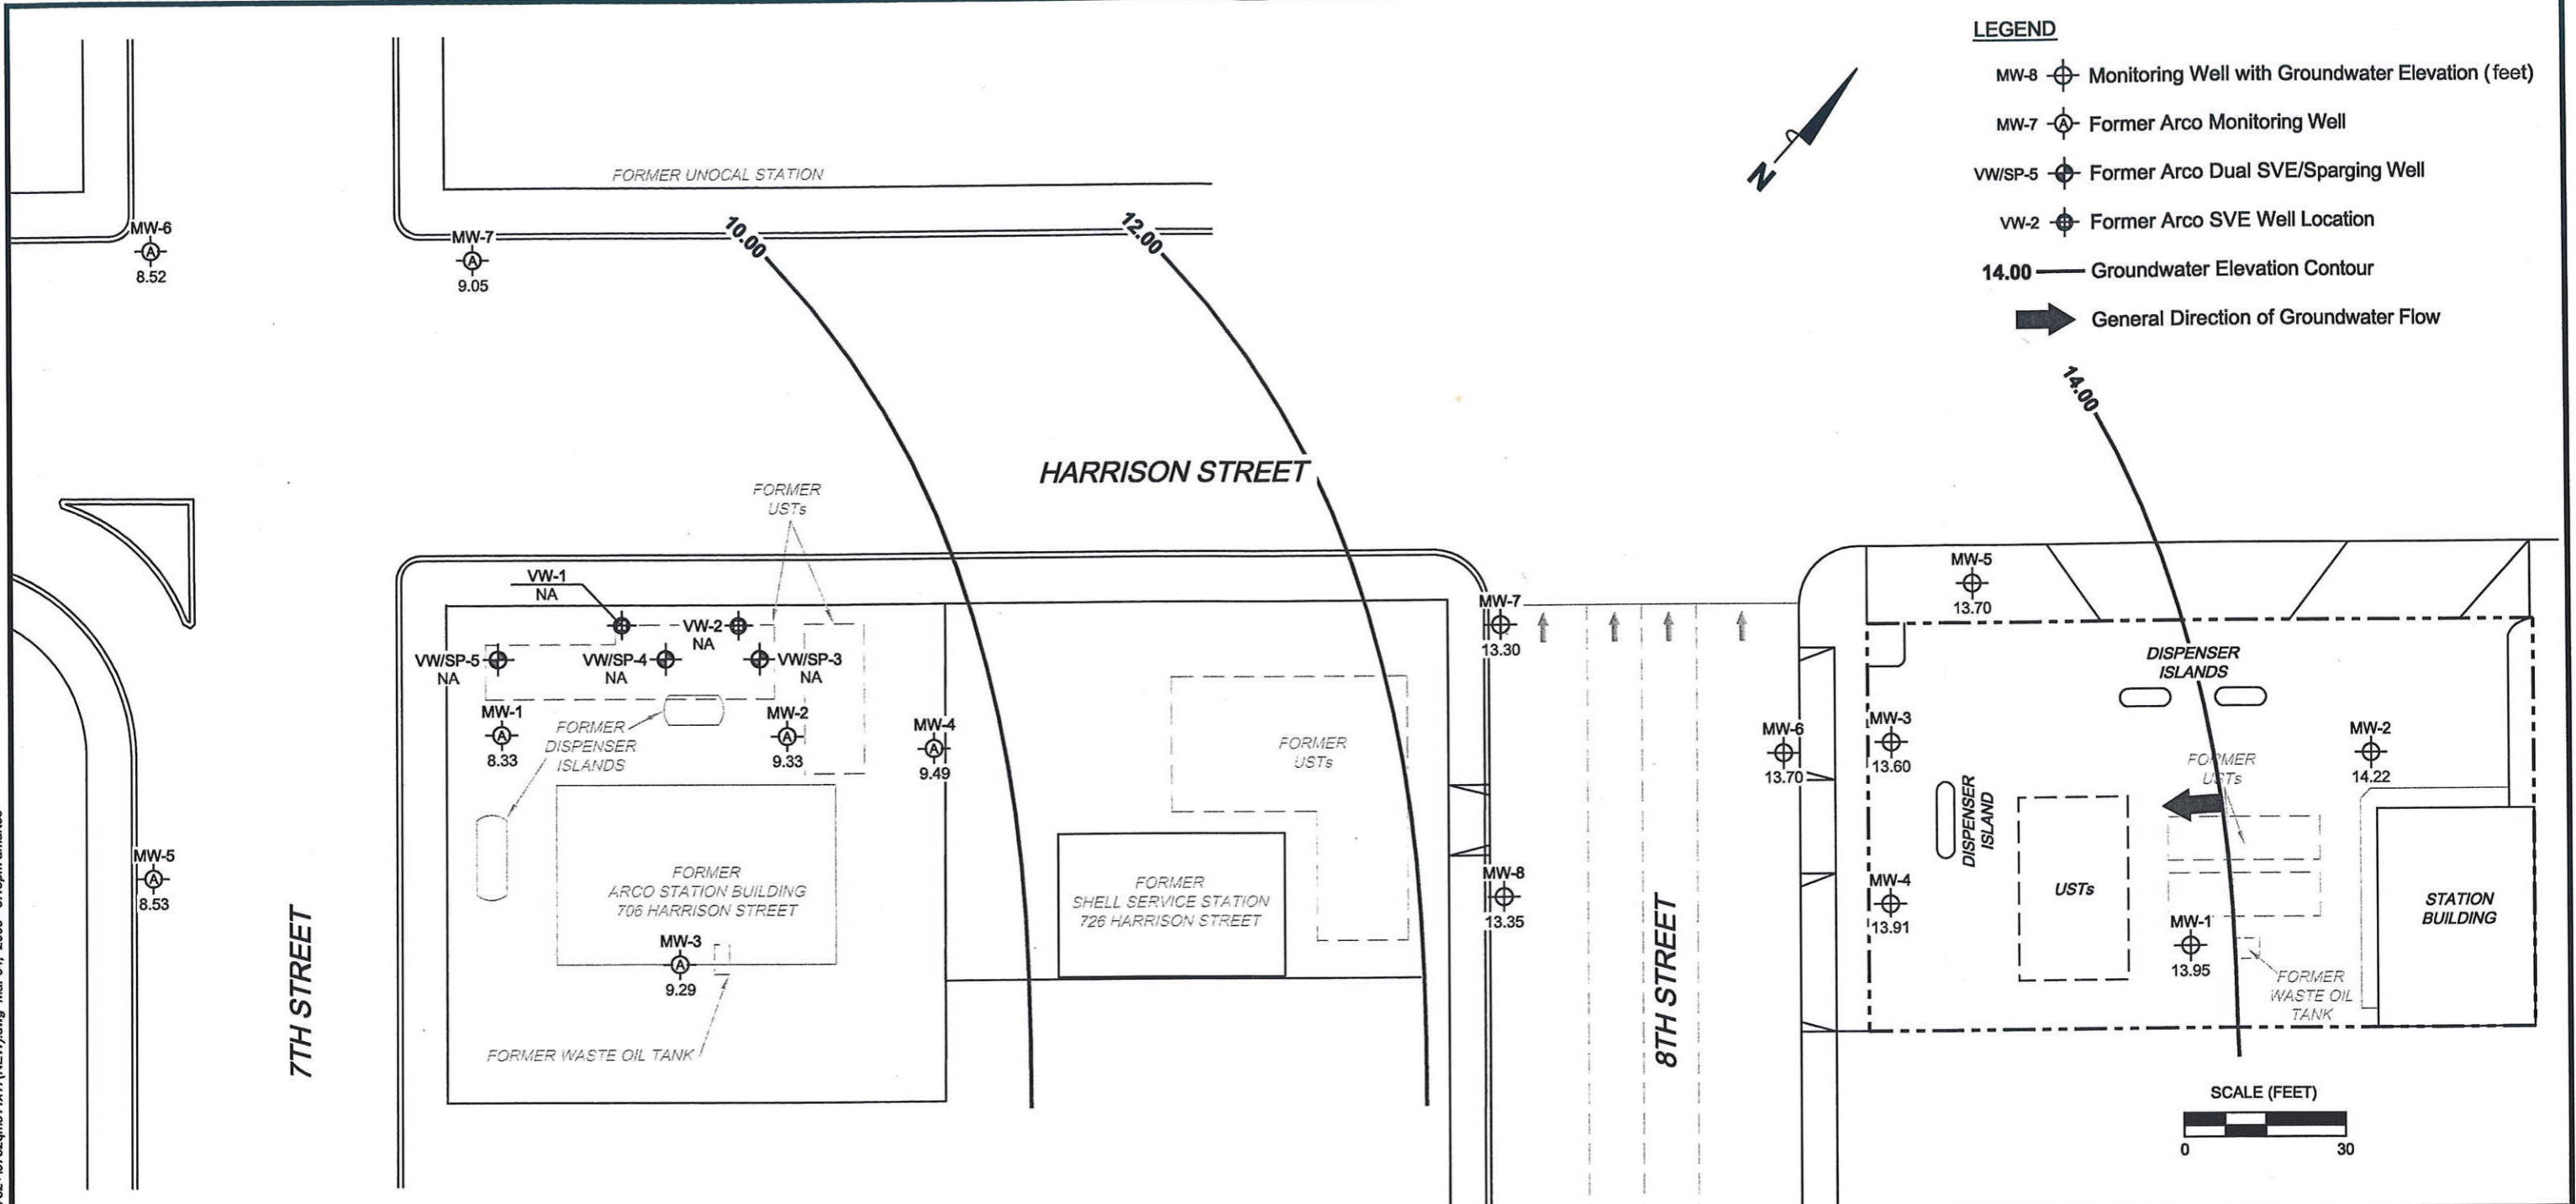 LEGEND
MW-8 Monitoring Well with Groundwater Elevation (feet)
MW-7 A Former Arco Monitoring Well
VW/SP-5 Former Arco Dual SVE/Sparging Well
VW-2 Former Arco SVE Well Location
14.00 Groundwater Elevation Contour
General Direction of Groundwater Flow
N
FORMER UNOCAL STATION
MW-6
A
8.52
MW-7
A
9.05
10.00
12.00
14.00
HARRISON STREET
FORMER
USTs
VW-1
NA
VW-2
NA
VW/SP-5
NA
VW/SP-4
NA
VW/SP-3
NA
MW-1
A
8.33
FORMER
DISPENSER
ISLANDS
MW-2
A
9.33
MW-4
A
9.49
FORMER
USTs
MW-7
13.30
MW-5
13.70
DISPENSER
ISLANDS
MW-6
13.70
MW-3
13.60
MW-2
14.22
FORMER
USTs
DISPENSER
ISLAND
USTs
MW-5
A
8.53
7TH STREET
FORMER
ARCO STATION BUILDING
706 HARRISON STREET
MW-3
A
9.29
FORMER WASTE OIL TANK
FORMER
SHELL SERVICE STATION
726 HARRISON STREET
MW-8
13.35
8TH STREET
MW-4
13.91
MW-1
13.95
STATION
BUILDING
FORMER
WASTE OIL
TANK
SCALE (FEET)
0 30